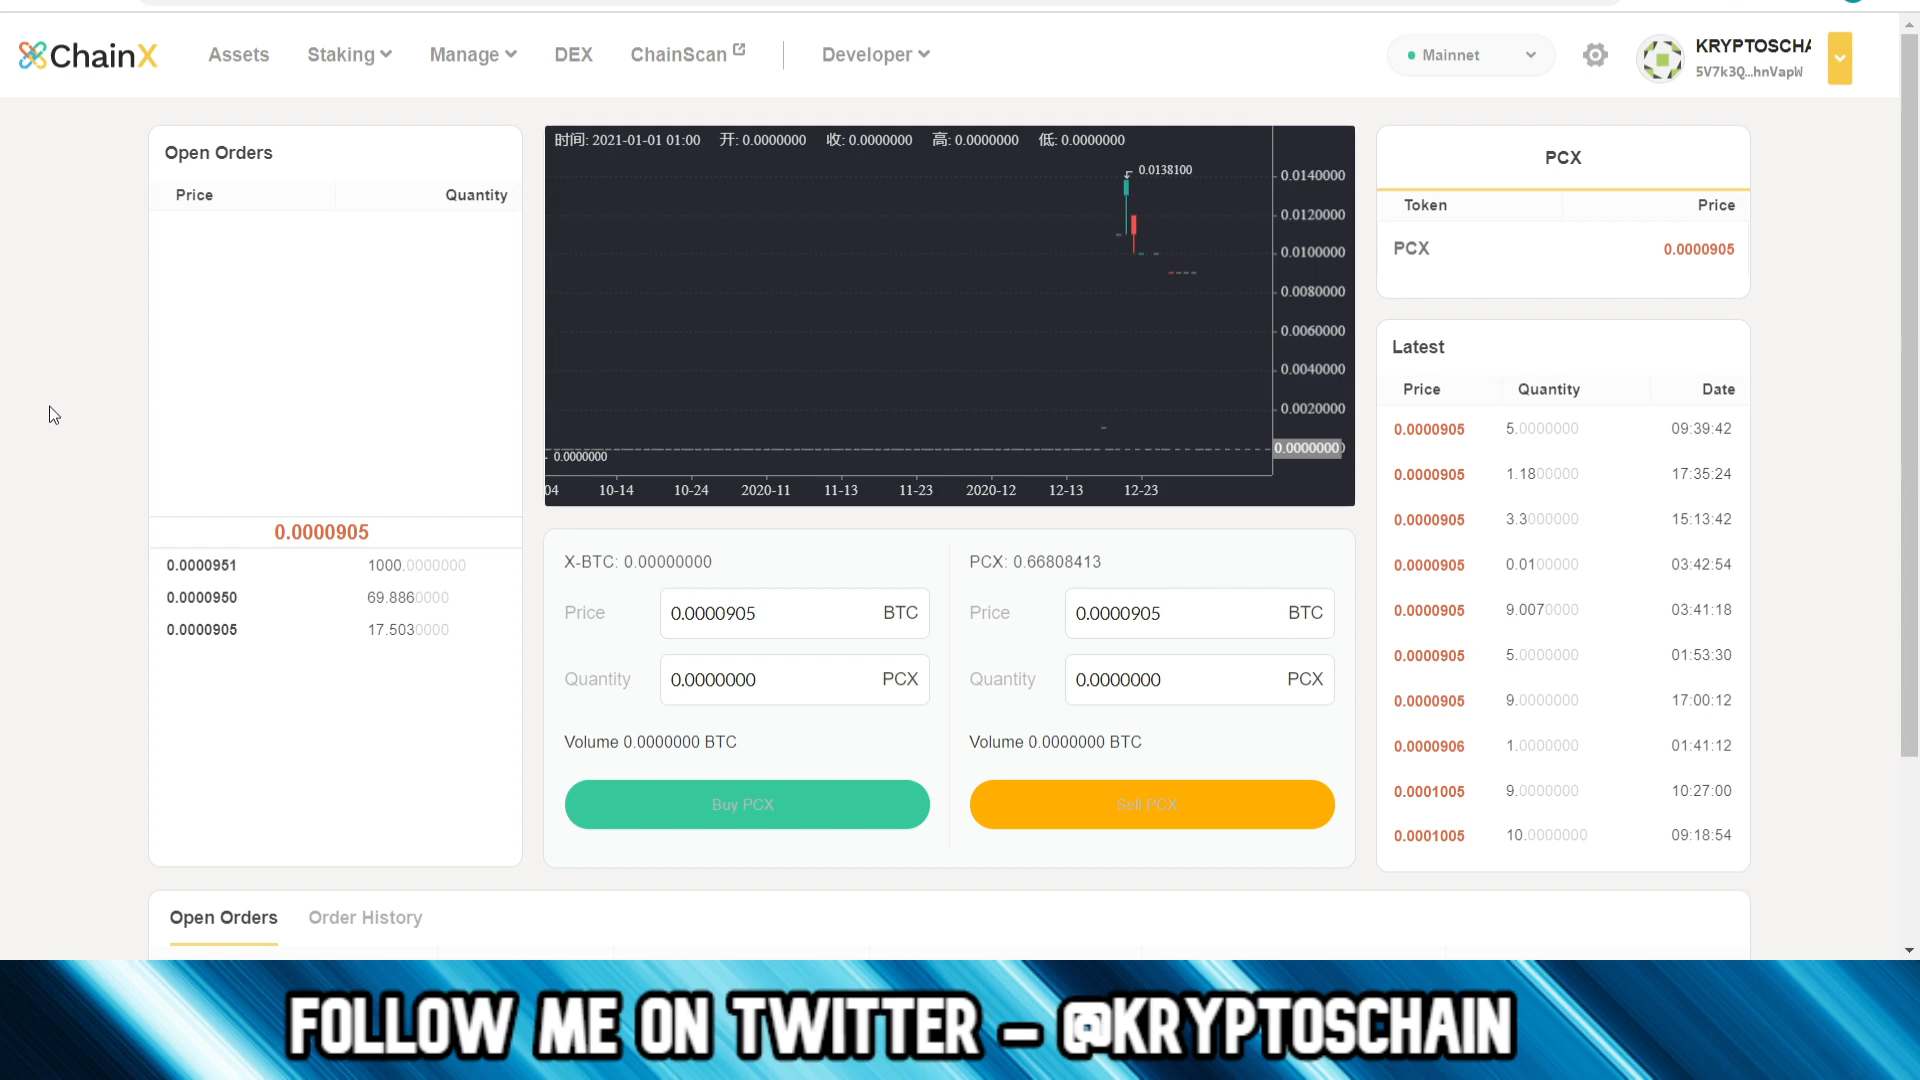 ChainX
Assets
Staking
Manage
DEX
ChainScan
Developer
Mainnet
KRYPTOSCHA
5V7k3Q...hnVapW
Open Orders
Price Quantity
0.0000905
0.0000951 1000.0000000
0.0000950 69.8860000
0.0000905 17.5030000
时间: 2021-01-01 01:00 开: 0.0000000 收: 0.0000000 高: 0.0000000 低: 0.0000000
0.0138100
0.0140000
0.0120000
0.0100000
0.0080000
0.0060000
0.0040000
0.0020000
0.0000000
0.0000000
04 10-14 10-24 2020-11 11-13 11-23 2020-12 12-13 12-23
X-BTC: 0.00000000
Price 0.0000905 BTC
Quantity 0.0000000 PCX
Volume 0.0000000 BTC
Buy PCX
PCX: 0.66808413
Price 0.0000905 BTC
Quantity 0.0000000 PCX
Volume 0.0000000 BTC
Sell PCX
PCX
Token Price
PCX 0.0000905
Latest
Price Quantity Date
0.0000905 5.0000000 09:39:42
0.0000905 1.1800000 17:35:24
0.0000905 3.3000000 15:13:42
0.0000905 0.0100000 03:42:54
0.0000905 9.0070000 03:41:18
0.0000905 5.0000000 01:53:30
0.0000905 9.0000000 17:00:12
0.0000906 1.0000000 01:41:12
0.0001005 9.0000000 10:27:00
0.0001005 10.0000000 09:18:54
Open Orders Order History
FOLLOW ME ON TWITTER – @KRYPTOSCHAIN